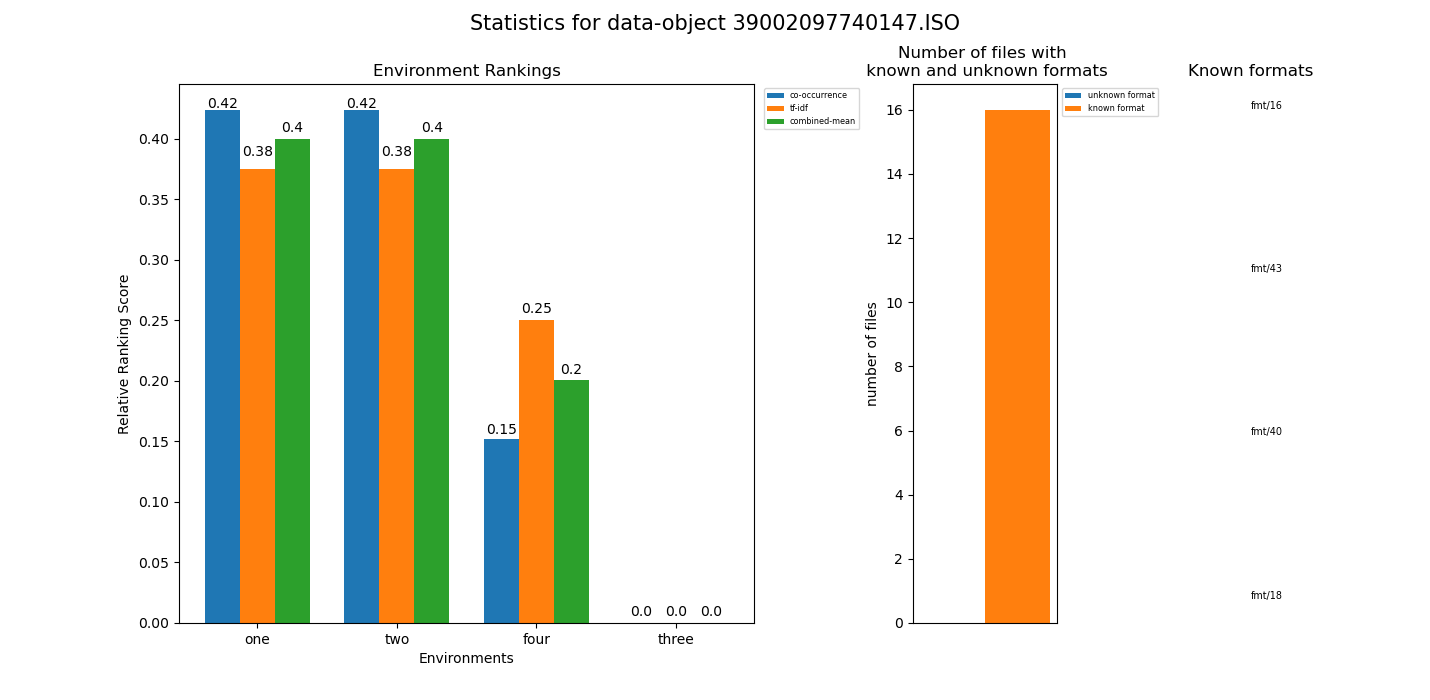 Statistics for data-object 39002097740147.ISO
Environment Rankings
Relative Ranking Score
0.40
0.35
0.30
0.25
0.20
0.15
0.10
0.05
0.00
0.42
0.38
0.4
0.42
0.38
0.4
0.15
0.25
0.2
0.0
0.0
0.0
one
two
four
three
Environments
co-occurrence
tf-idf
combined-mean
Number of files with
known and unknown formats
number of files
16
14
12
10
8
6
4
2
0
unknown format
known format
Known formats
fmt/16
fmt/43
fmt/40
fmt/18